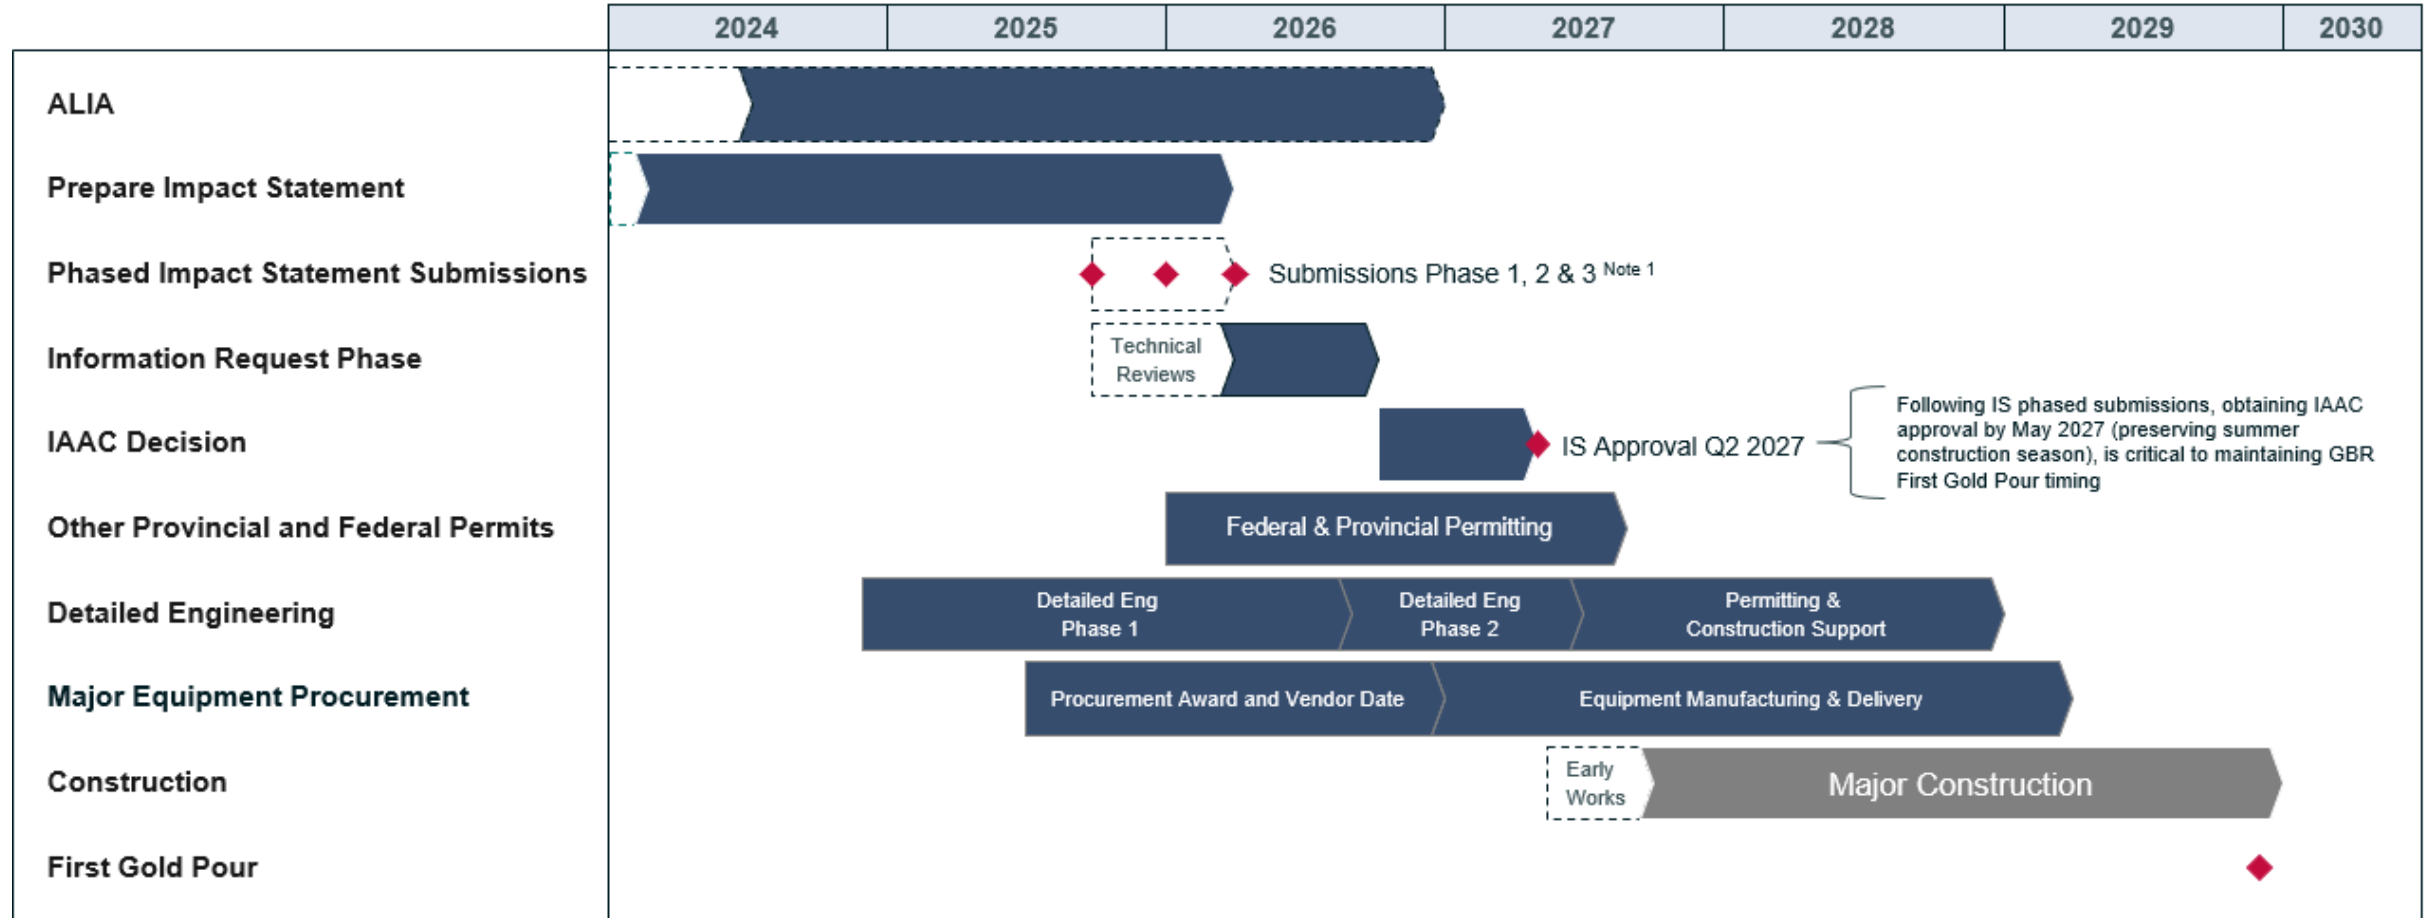 2024 2025 2026 2027 2028 2029 2030
ALIA
Prepare Impact Statement
Phased Impact Statement Submissions
Submissions Phase 1, 2 & 3 Note 1
Information Request Phase
Technical
Reviews
IAAC Decision
IS Approval Q2 2027
Following IS phased submissions, obtaining IAAC
approval by May 2027 (preserving summer
construction season), is critical to maintaining GBR
First Gold Pour timing
Other Provincial and Federal Permits
Federal & Provincial Permitting
Detailed Engineering
Detailed Eng
Phase 1
Detailed Eng
Phase 2
Permitting &
Construction Support
Major Equipment Procurement
Procurement Award and Vendor Date
Equipment Manufacturing & Delivery
Construction
Early
Works
Major Construction
First Gold Pour